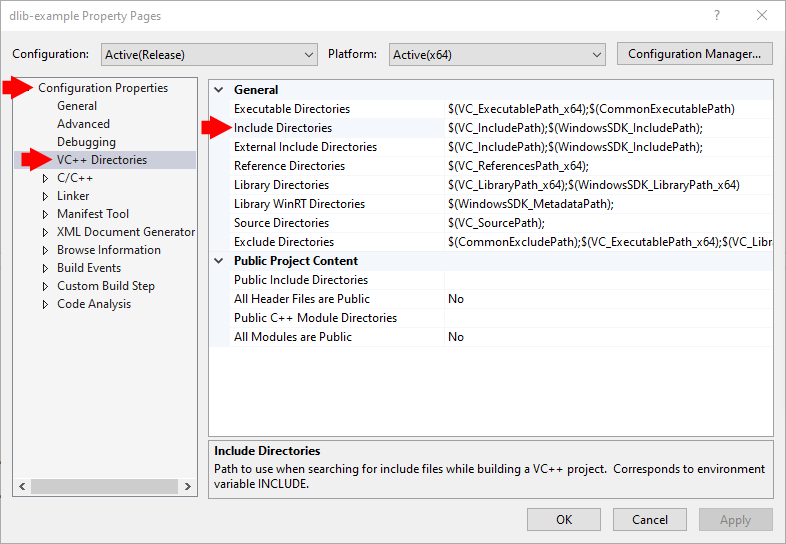 dlib-example Property Pages
Configuration: Active(Release) Platform: Active(x64) Configuration Manager...
Configuration Properties
General
Advanced
Debugging
VC++ Directories
C/C++
Linker
Manifest Tool
XML Document Generator
Browse Information
Build Events
Custom Build Step
Code Analysis
General
Executable Directories $(VC_ExecutablePath_x64);$(CommonExecutablePath)
Include Directories $(VC_IncludePath);$(WindowsSDK_IncludePath);
External Include Directories $(VC_IncludePath);$(WindowsSDK_IncludePath);
Reference Directories $(VC_ReferencesPath_x64);
Library Directories $(VC_LibraryPath_x64);$(WindowsSDK_LibraryPath_x64)
Library WinRT Directories $(WindowsSDK_MetadataPath);
Source Directories $(VC_SourcePath);
Exclude Directories $(CommonExcludePath);$(VC_ExecutablePath_x64);$(VC_Libr
Public Project Content
Public Include Directories
All Header Files are Public No
Public C++ Module Directories
All Modules are Public No
Include Directories
Path to use when searching for include files while building a VC++ project. Corresponds to environment
variable INCLUDE.
OK Cancel Apply